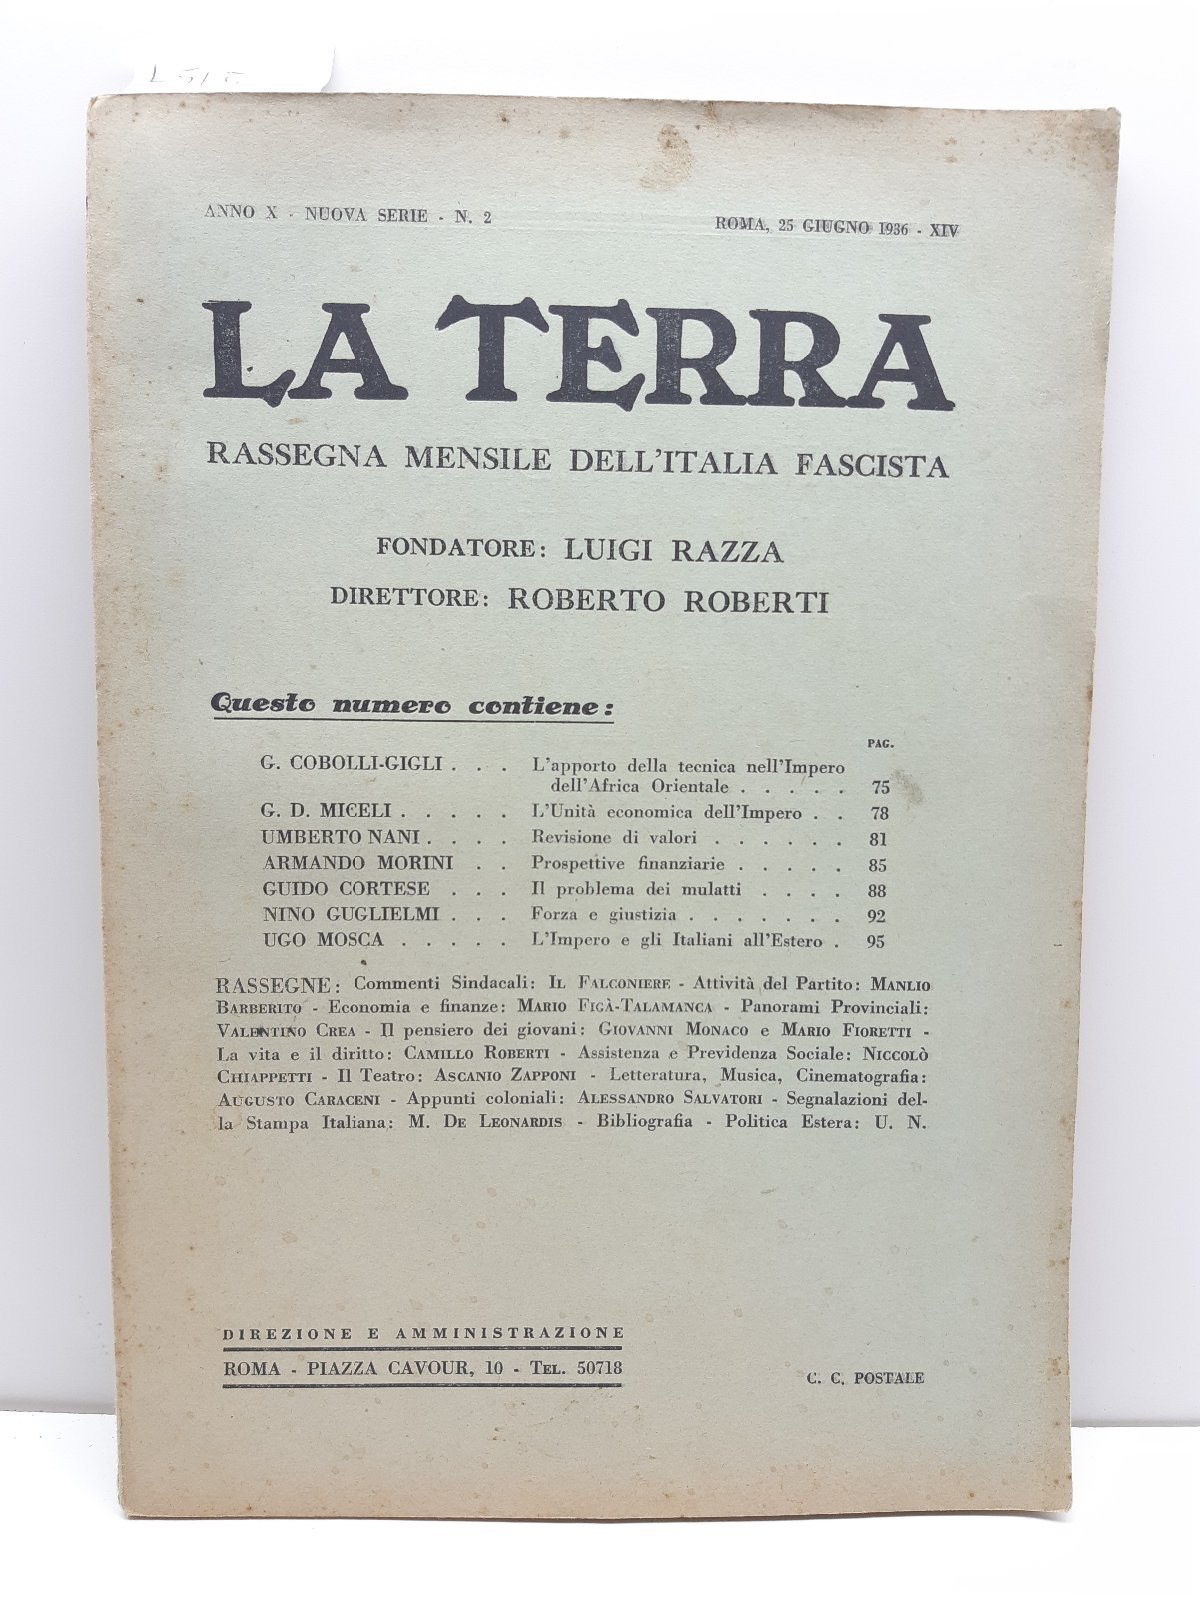 ANNO X - NUOVA SERIE - N. 2
ROMA, 25 GIUGNO 1936 - XIV
LA TERRA
RASSEGNA MENSILE DELL'ITALIA FASCISTA
FONDATORE: LUIGI RAZZA
DIRETTORE: ROBERTO ROBERTI
Questo numero contiene:
PAG.
G. COBOLLI-GIGLI . . . L'apporto della tecnica nell'Impero
dell'Africa Orientale . . . . . 75
G. D. MICELI . . . . . L'Unità economica dell'Impero . . 78
UMBERTO NANI . . . . Revisione di valori . . . . . . 81
ARMANDO MORINI . . Prospettive finanziarie . . . . . 85
GUIDO CORTESE . . . Il problema dei mulatti . . . . 88
NINO GUGLIELMI . . . Forza e giustizia . . . . . . . 92
UGO MOSCA . . . . . L'Impero e gli Italiani all'Estero . 95
RASSEGNE: Commenti Sindacali: IL FALCONIERE - Attività del Partito: MANLIO
BARBERITO - Economia e finanze: MARIO FIGÀ-TALAMANCA - Panorami Provinciali:
VALENTINO CREA - Il pensiero dei giovani: GIOVANNI MONACO e MARIO FIORETTI -
La vita e il diritto: CAMILLO ROBERTI - Assistenza e Previdenza Sociale: NICCOLÒ
CHIAPPETTI - Il Teatro: ASCANIO ZAPPONI - Letteratura, Musica, Cinematografia:
AUGUSTO CARACENI - Appunti coloniali: ALESSANDRO SALVATORI - Segnalazioni del-
la Stampa Italiana: M. DE LEONARDIS - Bibliografia - Politica Estera: U. N.
DIREZIONE E AMMINISTRAZIONE
ROMA - PIAZZA CAVOUR, 10 - TEL. 50718
C. C. POSTALE